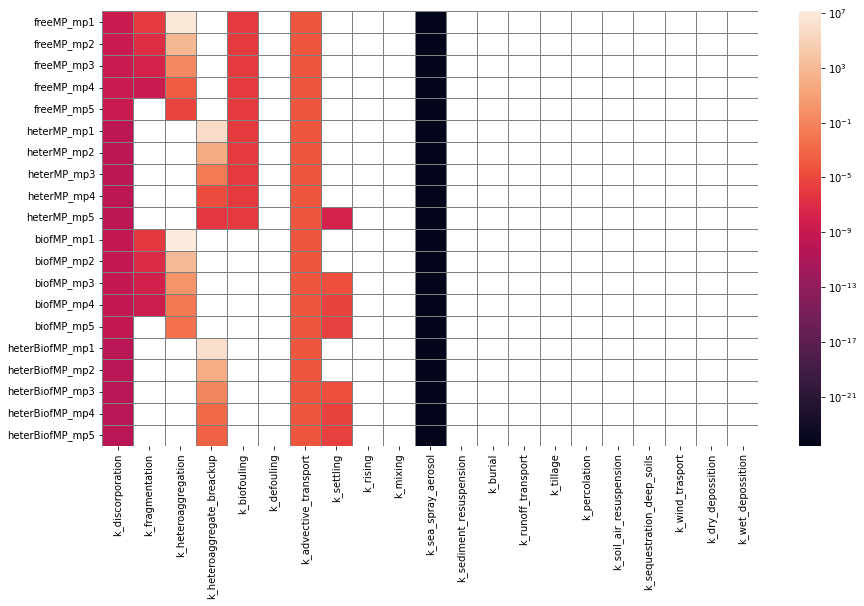 freeMP_mp1
freeMP_mp2
freeMP_mp3
freeMP_mp4
freeMP_mp5
heterMP_mp1
heterMP_mp2
heterMP_mp3
heterMP_mp4
heterMP_mp5
biofMP_mp1
biofMP_mp2
biofMP_mp3
biofMP_mp4
biofMP_mp5
heterBiofMP_mp1
heterBiofMP_mp2
heterBiofMP_mp3
heterBiofMP_mp4
heterBiofMP_mp5
k_discorporation
k_fragmentation
k_heteroaggregation
k_heteroaggregate_breackup
k_biofouling
k_defouling
k_advective_transport
k_settling
k_rising
k_mixing
k_sea_spray_aerosol
k_sediment_resuspension
k_burial
k_runoff_transport
k_tillage
k_percolation
k_soil_air_resuspension
k_sequestration_deep_soils
k_wind_trasport
k_dry_depossition
k_wet_depossition
10^7
10^3
10^-1
10^-5
10^-9
10^-13
10^-17
10^-21